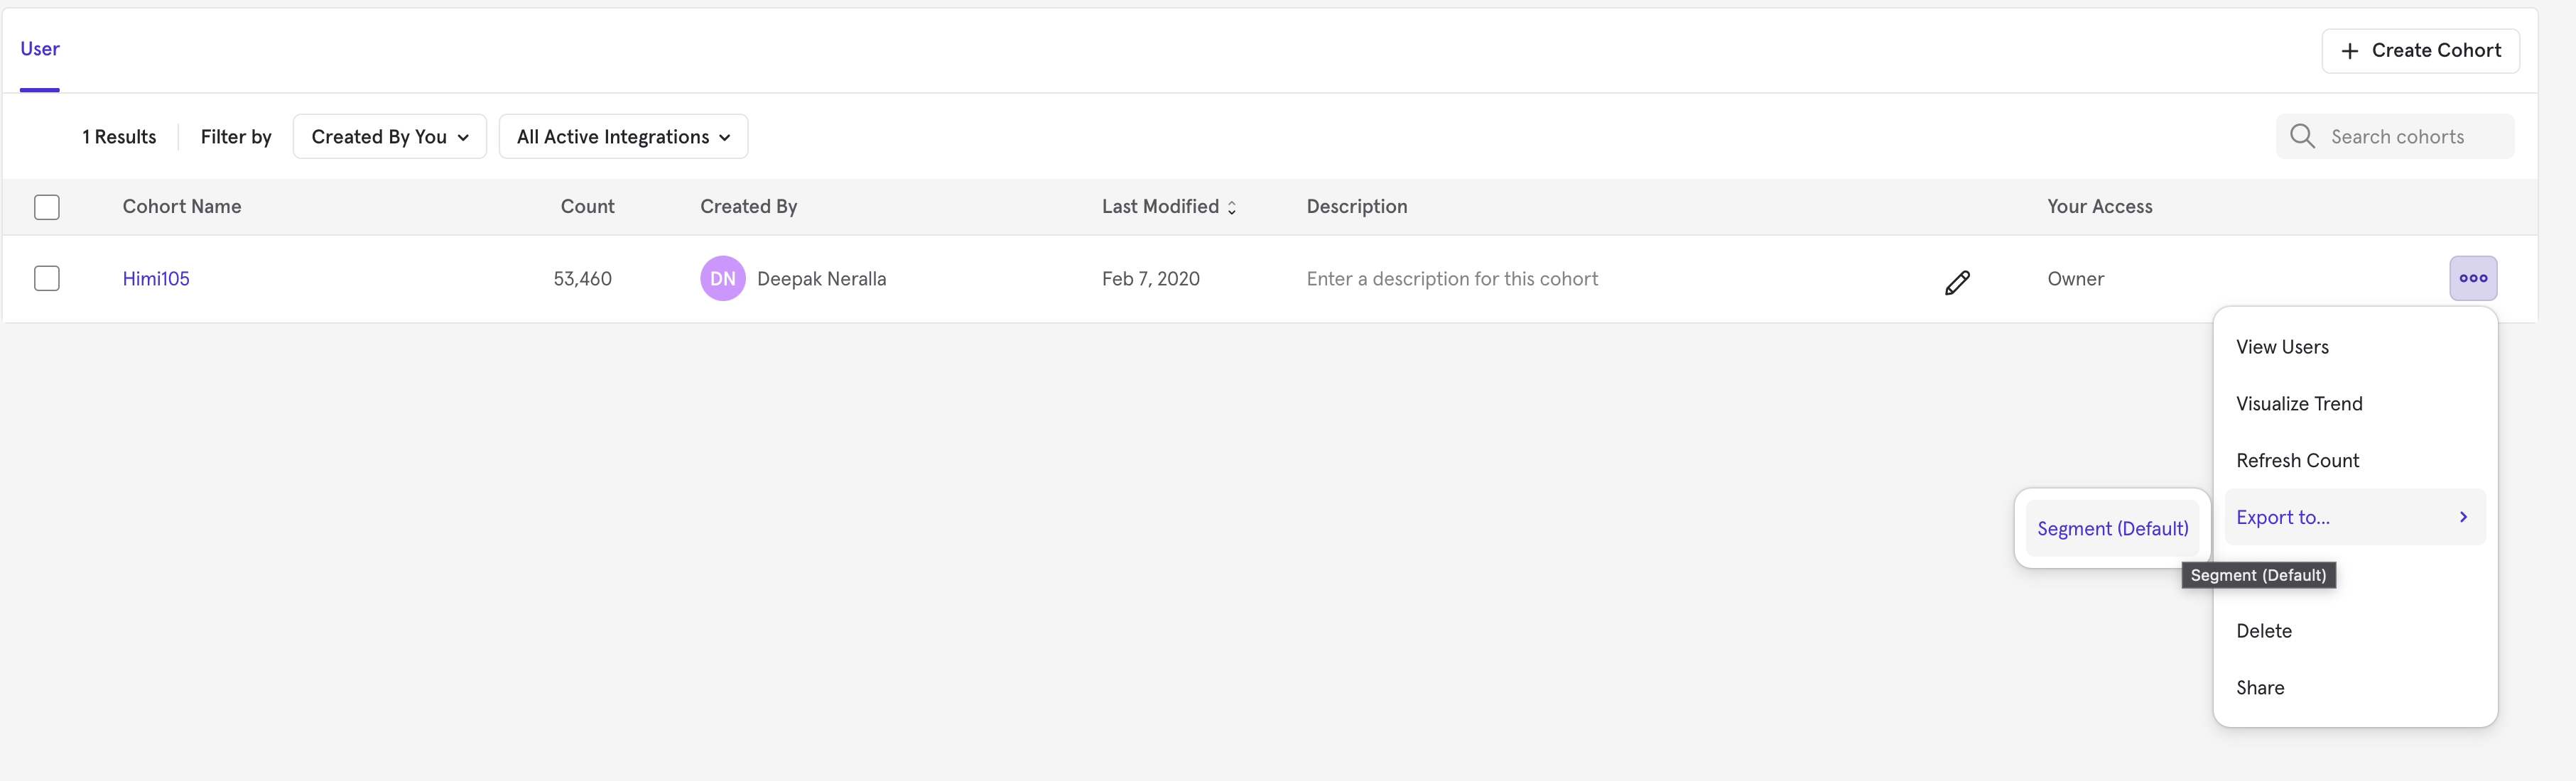 User
+ Create Cohort
1 Results Filter by Created By You All Active Integrations Search cohorts
Cohort Name Count Created By Last Modified Description Your Access
Himi105 53,460 DN Deepak Neralla Feb 7, 2020 Enter a description for this cohort Owner
View Users
Visualize Trend
Refresh Count
Export to...
Segment (Default)
Segment (Default)
Delete
Share